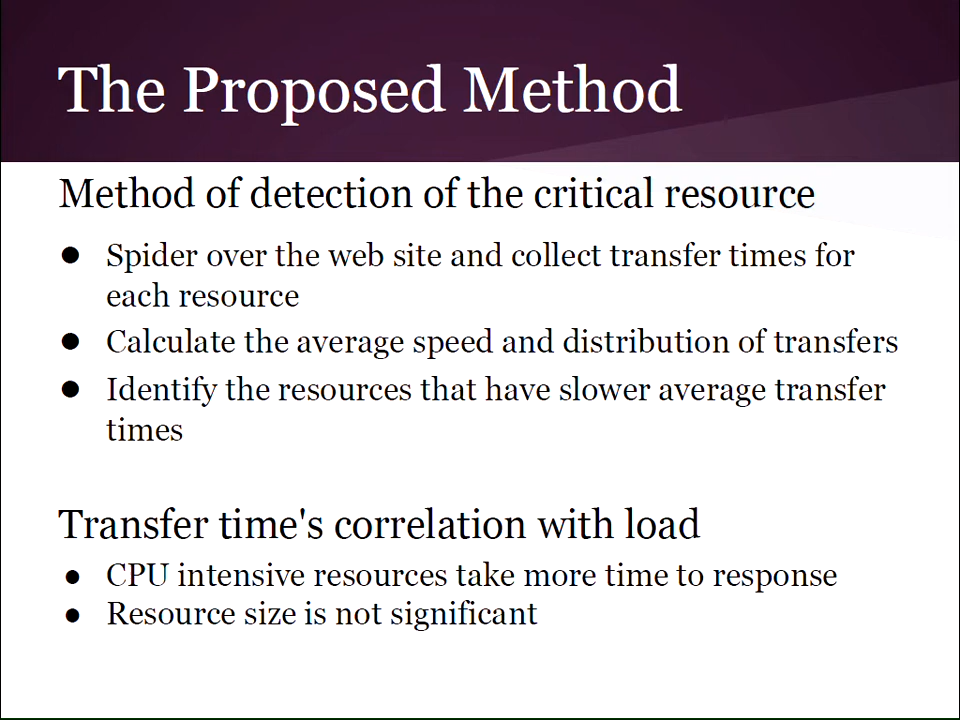 The Proposed Method
Method of detection of the critical resource
● Spider over the web site and collect transfer times for
each resource
● Calculate the average speed and distribution of transfers
● Identify the resources that have slower average transfer
times
Transfer time's correlation with load
● CPU intensive resources take more time to response
● Resource size is not significant